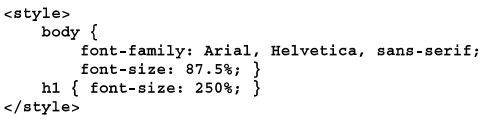 <style>
    body {
        font-family: Arial, Helvetica, sans-serif;
        font-size: 87.5%; }
    h1 { font-size: 250%; }
</style>